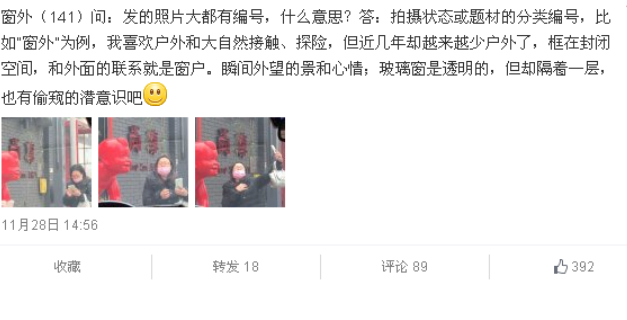 窗外（141）问：发的照片大都有编号，什么意思？答：拍摄状态或题材的分类编号，比
如“窗外”为例，我喜欢户外和大自然接触、探险，但近几年却越来越少户外了，框在封闭
空间，和外面的联系就是窗户。瞬间外望的景和心情；玻璃窗是透明的，但却隔着一层，
也有偷窥的潜意识吧
11月28日 14:56
收藏
转发 18
评论 89
392